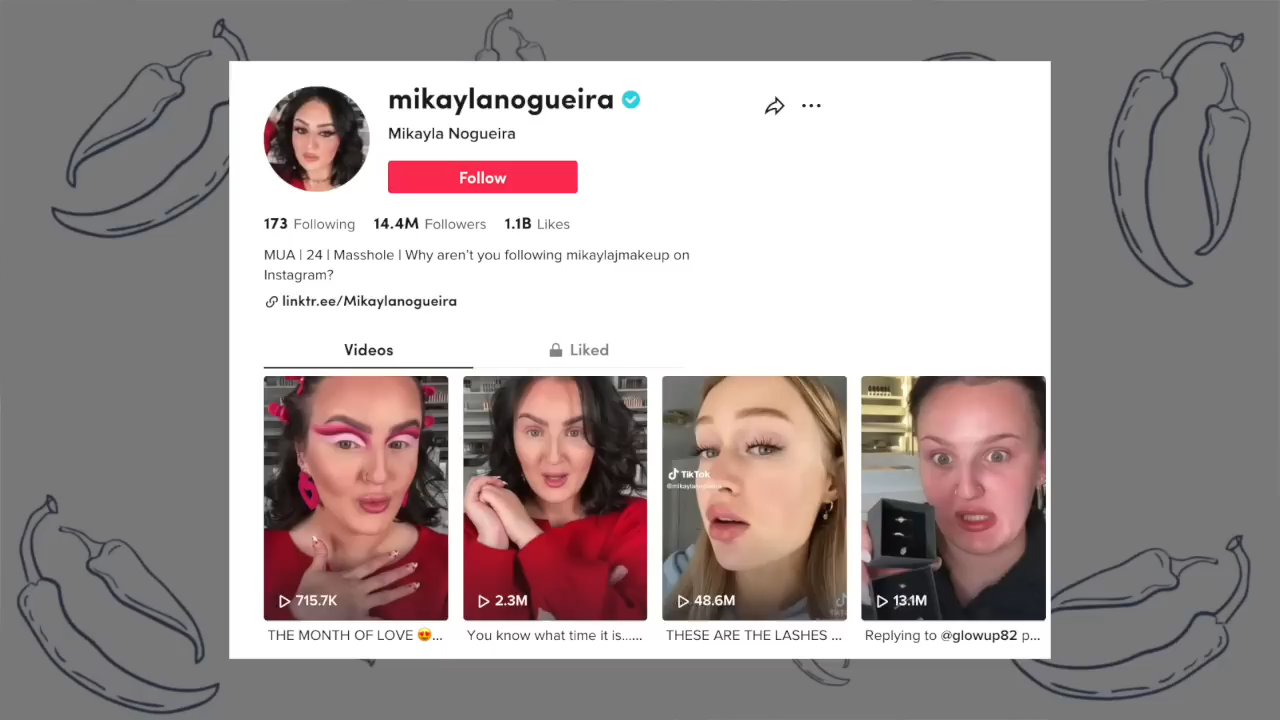 mikaylanogueira
Mikayla Nogueira
Follow
173 Following 14.4M Followers 1.1B Likes
MUA | 24 | Masshole | Why aren't you following mikaylajmakeup on
Instagram?
linktr.ee/Mikaylanogueira
Videos Liked
TikTok
@mikaylanogueira
715.7K 2.3M 48.6M 13.1M
THE MONTH OF LOVE 😍... You know what time it is...... THESE ARE THE LASHES ... Replying to @glowup82 p...